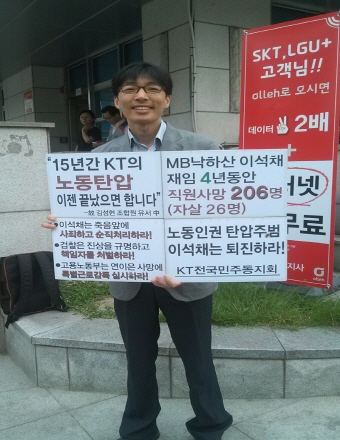 "15년간 KT의
노동탄압
이젠 끝났으면 합니다"
-故 김성현 조합원 유서 中
● 이석채는 죽음앞에
사죄하고 순직처리하라!
● 검찰은 진상을 규명하고
책임자를 처벌하라!
● 고용노동부는 연이은 사망에
특별근로감독 실시하라!
MB낙하산 이석채
재임 4년동안
직원사망 206명
(자살 26명)
노동인권 탄압주범
이석채는 퇴진하라!
KT전국민주동지회
SKT,LGU+
고객님!!
olleh로 오시면
데이터 2배
+
넷
무료
지사